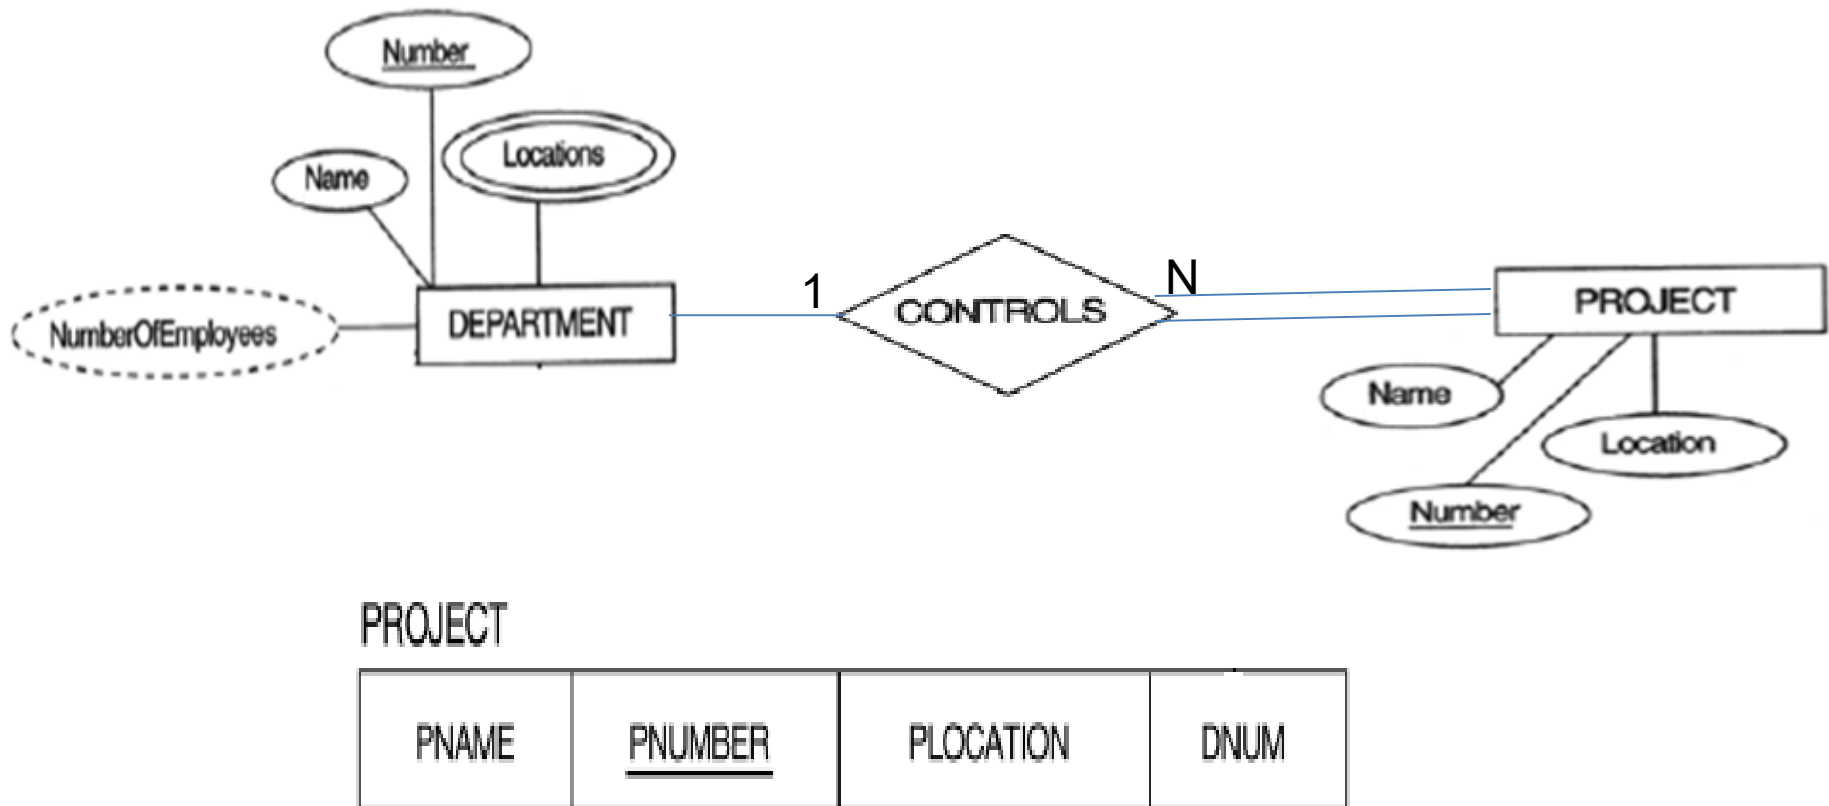 Number
Locations
Name
NumberOfEmployees
DEPARTMENT
1
CONTROLS
N
PROJECT
Name
Location
Number
PROJECT
PNAME PNUMBER PLOCATION DNUM